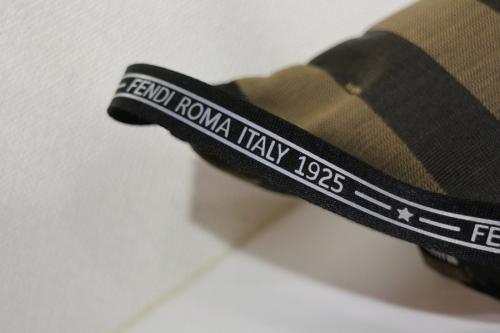 FENDI ROMA ITALY 1925 — ★ — FE